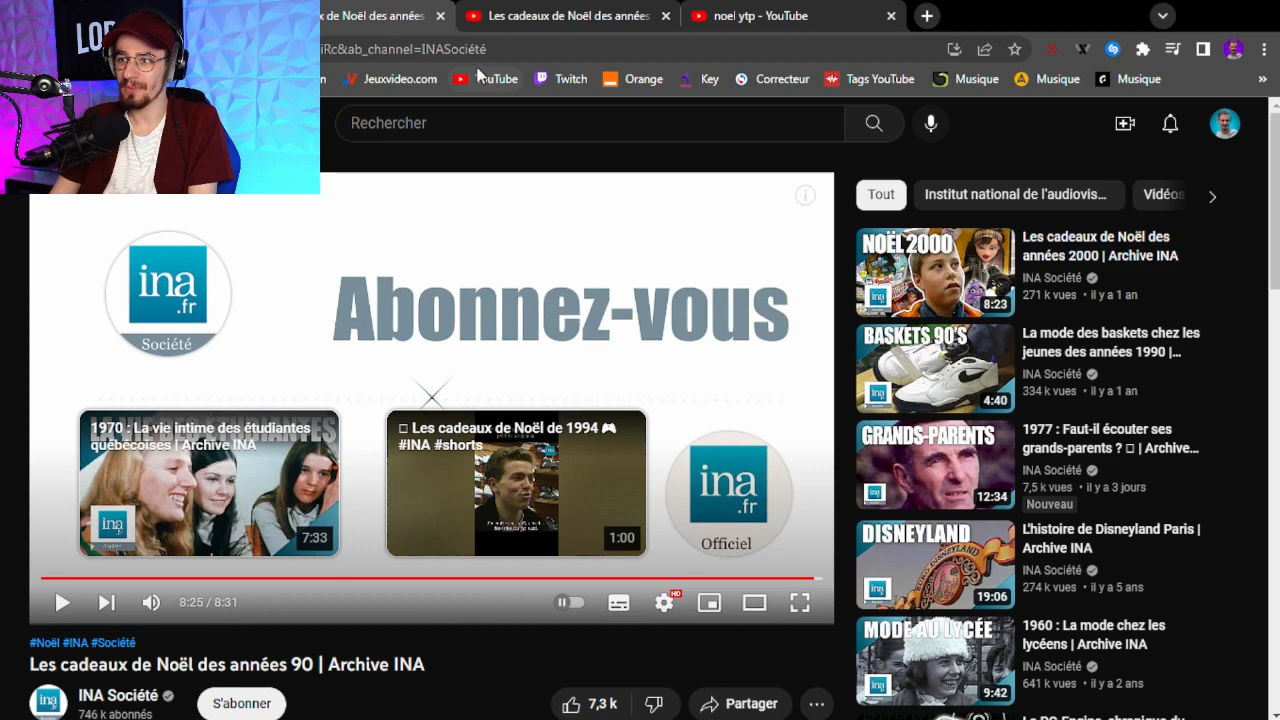 LOP
x de Noël des années
Les cadeaux de Noël des années
noel ytp - YouTube
iRc&ab_channel=INASociété
n
Jeuxvideo.com
YouTube
Twitch
Orange
Key
Correcteur
Tags YouTube
Musique
Musique
Musique
»
Rechercher
ina
.fr
Société
Abonnez-vous
1970 : La vie intime des étudiantes
québécoises | Archive INA
ina
7:33
Les cadeaux de Noël de 1994 🎮
#INA #shorts
1:00
ina
.fr
Officiel
8:25 / 8:31
HD
#Noël #INA #Société
Les cadeaux de Noël des années 90 | Archive INA
ina
INA Société
746 k abonnés
S'abonner
7,3 k
Partager
Tout
Institut national de l'audiovis...
Vidéos
NOËL 2000
8:23
Les cadeaux de Noël des
années 2000 | Archive INA
INA Société
271 k vues • il y a 1 an
BASKETS 90'S
4:40
La mode des baskets chez les
jeunes des années 1990 |...
INA Société
334 k vues • il y a 1 an
GRANDS-PARENTS
12:34
1977 : Faut-il écouter ses
grands-parents ? | Archive...
INA Société
7,5 k vues • il y a 3 jours
Nouveau
DISNEYLAND
19:06
L'histoire de Disneyland Paris |
Archive INA
INA Société
274 k vues • il y a 5 ans
MODE AU LYCÉE
9:42
1960 : La mode chez les
lycéens | Archive INA
INA Société
641 k vues • il y a 2 ans